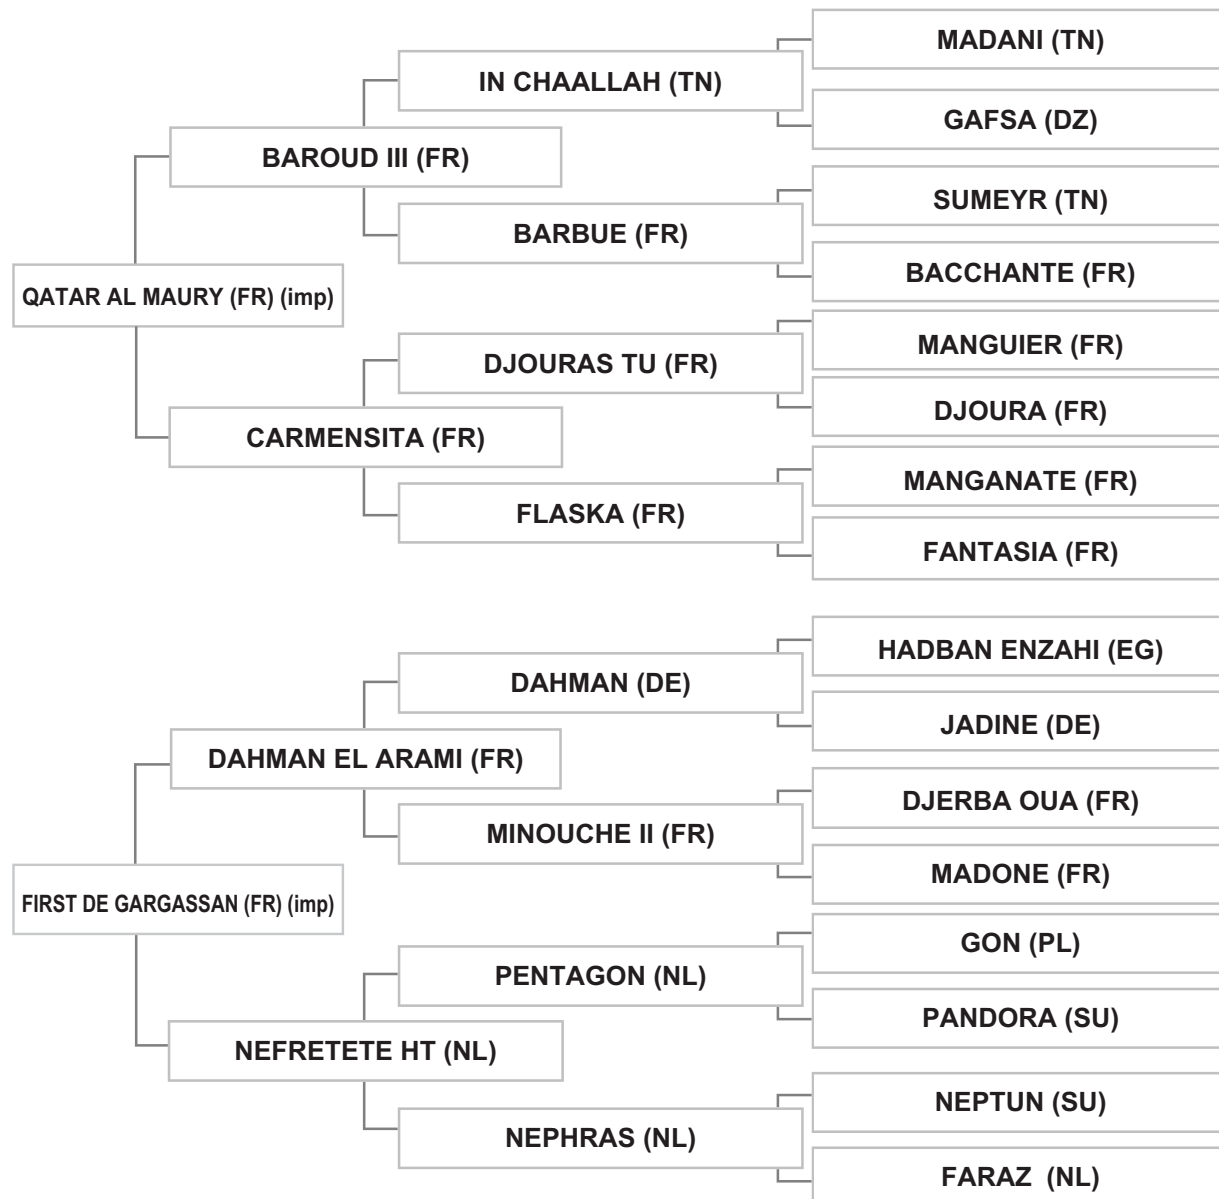 MADANI (TN)
IN CHAALLAH (TN)
GAFSA (DZ)
BAROUD III (FR)
SUMEYR (TN)
BARBUE (FR)
BACCHANTE (FR)
QATAR AL MAURY (FR) (imp)
MANGUIER (FR)
DJOURAS TU (FR)
DJOURA (FR)
CARMENSITA (FR)
MANGANATE (FR)
FLASKA (FR)
FANTASIA (FR)
HADBAN ENZAHI (EG)
DAHMAN (DE)
JADINE (DE)
DAHMAN EL ARAMI (FR)
DJERBA OUA (FR)
MINOUCHE II (FR)
MADONE (FR)
FIRST DE GARGASSAN (FR) (imp)
GON (PL)
PENTAGON (NL)
PANDORA (SU)
NEFRETETE HT (NL)
NEPTUN (SU)
NEPHRAS (NL)
FARAZ (NL)